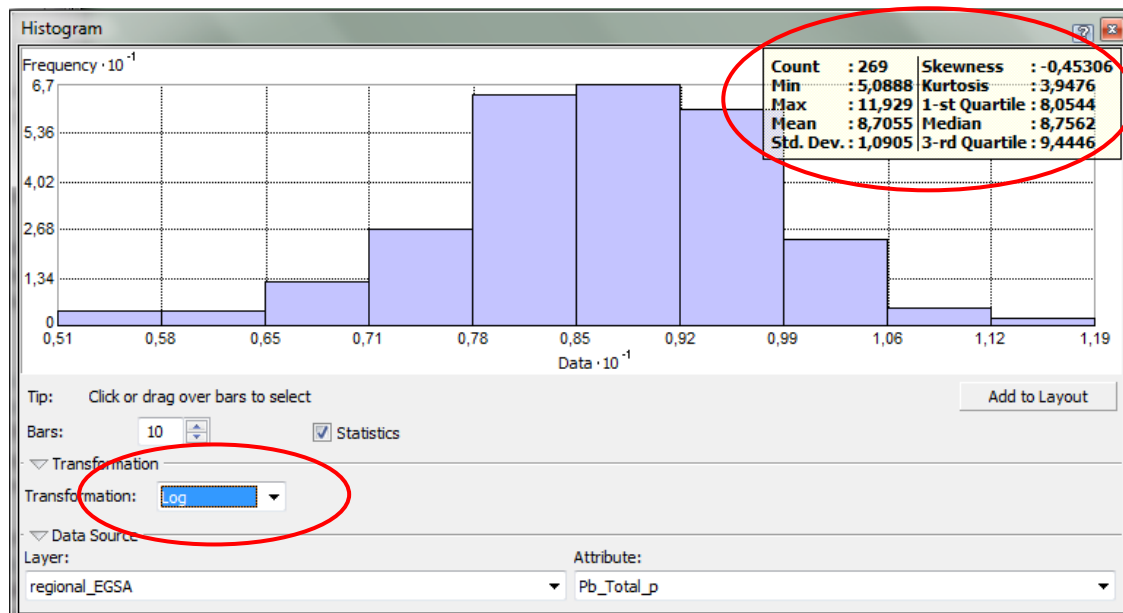 Histogram
Frequency · 10 -1
Count : 269 Skewness : -0,45306
Min : 5,0888 Kurtosis : 3,9476
Max : 11,929 1-st Quartile : 8,0544
Mean : 8,7055 Median : 8,7562
Std. Dev. : 1,0905 3-rd Quartile : 9,4446
6,7
5,36
4,02
2,68
1,34
0
0,51 0,58 0,65 0,71 0,78 0,85 0,92 0,99 1,06 1,12 1,19
Data · 10 -1
Tip: Click or drag over bars to select
Add to Layout
Bars: 10 Statistics
Transformation
Transformation: Log
Data Source
Layer: Attribute:
regional_EGSA Pb_Total_p